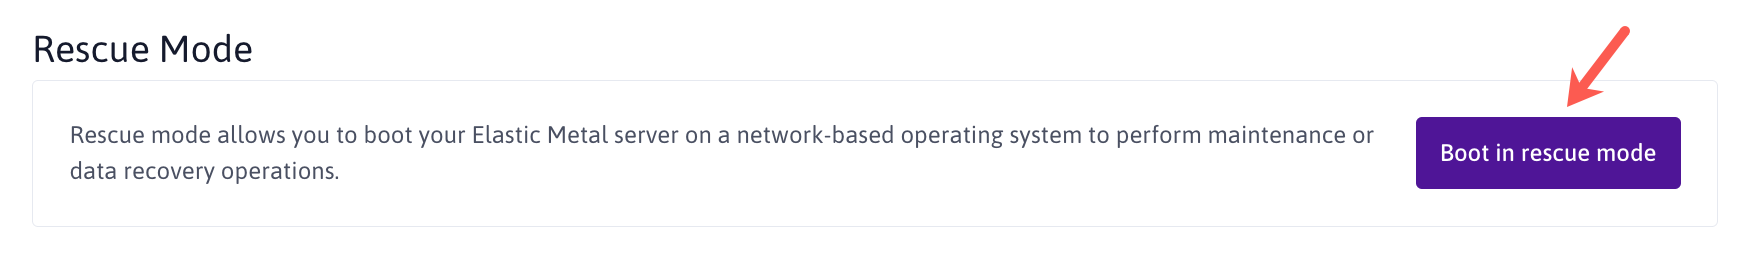 Rescue Mode
Rescue mode allows you to boot your Elastic Metal server on a network-based operating system to perform maintenance or
data recovery operations.
Boot in rescue mode